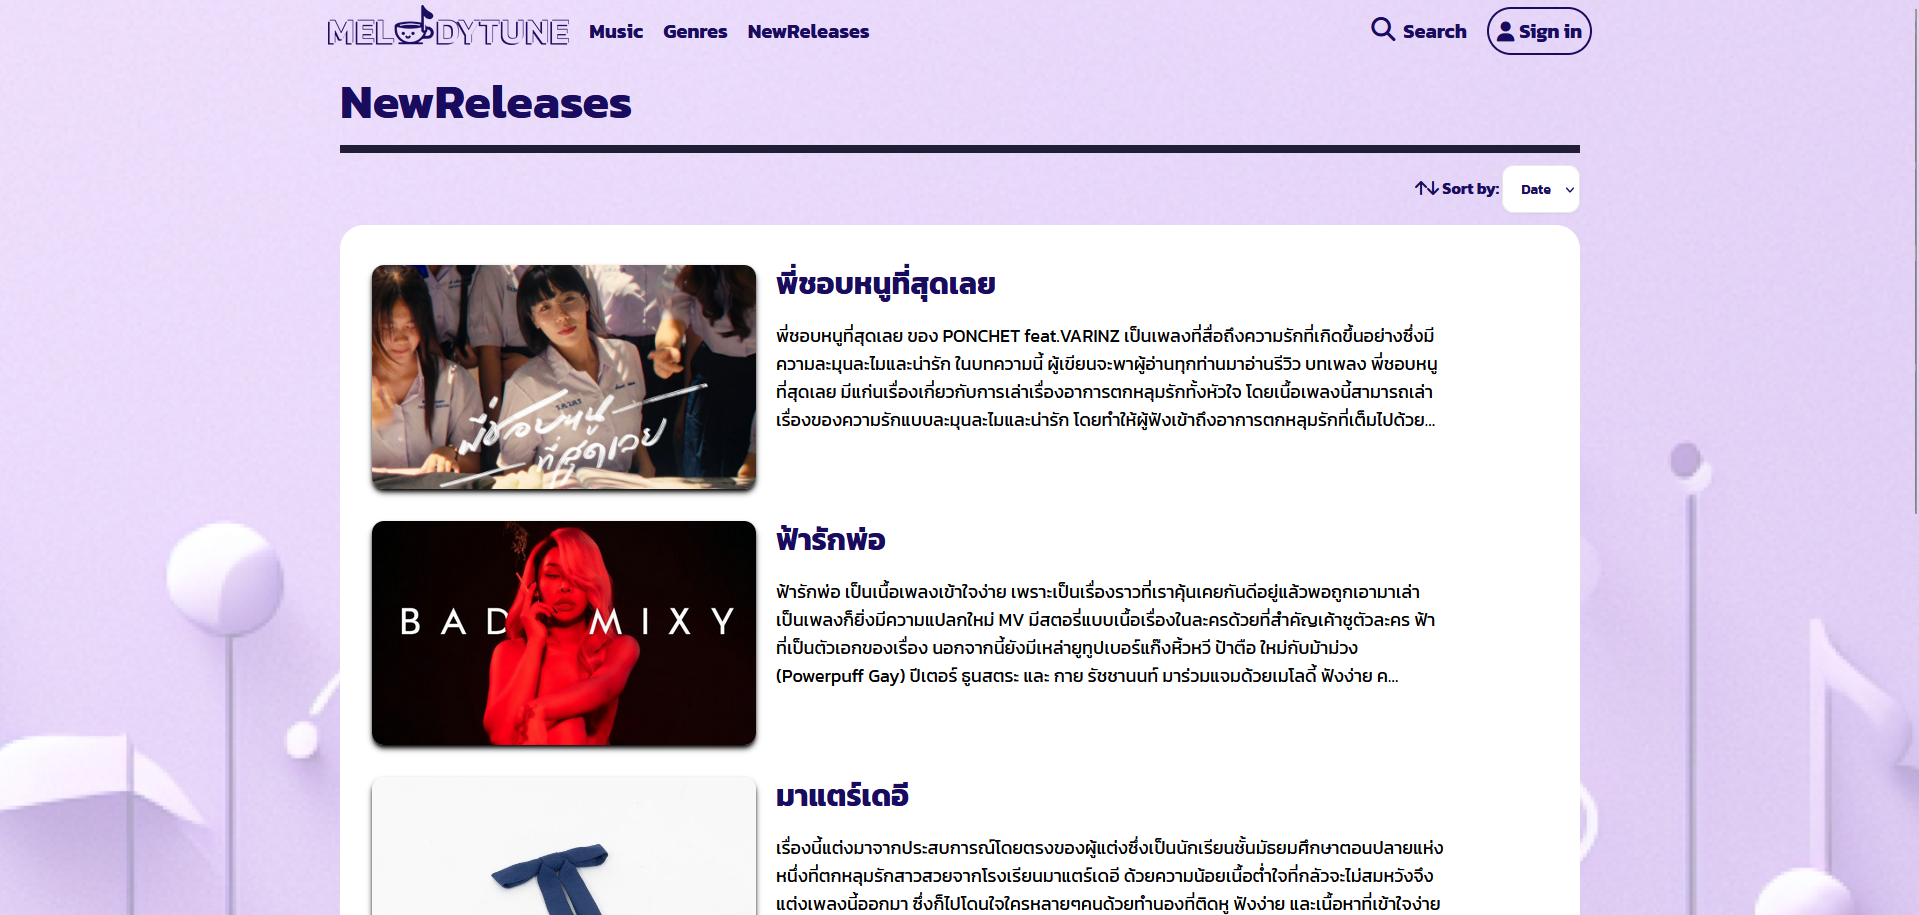 MELODYTUNE Music Genres NewReleases Search Sign in
NewReleases
Sort by: Date
พี่ชอบหนูที่สุดเลย
พี่ชอบหนูที่สุดเลย ของ PONCHET feat.VARINZ เป็นเพลงที่สื่อถึงความรักที่เกิดขึ้นอย่างซึ่งมี
ความละมุนละไมและน่ารัก ในบทความนี้ ผู้เขียนจะพาผู้อ่านทุกท่านมาอ่านรีวิว บทเพลง พี่ชอบหนู
ที่สุดเลย มีแก่นเรื่องเกี่ยวกับการเล่าเรื่องอาการตกหลุมรักทั้งหัวใจ โดยเนื้อเพลงนี้สามารถเล่า
เรื่องของความรักแบบละมุนละไมและน่ารัก โดยทำให้ผู้ฟังเข้าถึงอาการตกหลุมรักที่เต็มไปด้วย...
พี่ชอบหนู
ที่สุดเลย
ฟ้ารักพ่อ
ฟ้ารักพ่อ เป็นเนื้อเพลงเข้าใจง่าย เพราะเป็นเรื่องราวที่เราคุ้นเคยกันดีอยู่แล้วพอถูกเอามาเล่า
เป็นเพลงก็ยิ่งมีความแปลกใหม่ MV มีสตอรี่แบบเนื้อเรื่องในละครด้วยที่สำคัญเค้าชูตัวละคร ฟ้า
ที่เป็นตัวเอกของเรื่อง นอกจากนี้ยังมีเหล่ายูทูปเบอร์แก๊งหิ้วหวี ป้าตือ ใหม่กับม้าม่วง
(Powerpuff Gay) ปีเตอร์ ธูนสตระ และ กาย รัชชานนท์ มาร่วมแจมด้วยเมโลดี้ ฟังง่าย ค...
BAD MIXY
มาแตร์เดอี
เรื่องนี้แต่งมาจากประสบการณ์โดยตรงของผู้แต่งซึ่งเป็นนักเรียนชั้นมัธยมศึกษาตอนปลายแห่ง
หนึ่งที่ตกหลุมรักสาวสวยจากโรงเรียนมาแตร์เดอี ด้วยความน้อยเนื้อต่ำใจที่กลัวจะไม่สมหวังจึง
แต่งเพลงนี้ออกมา ซึ่งก็ไปโดนใจใครหลายๆคนด้วยทำนองที่ติดหู ฟังง่าย และเนื้อหาที่เข้าใจง่าย